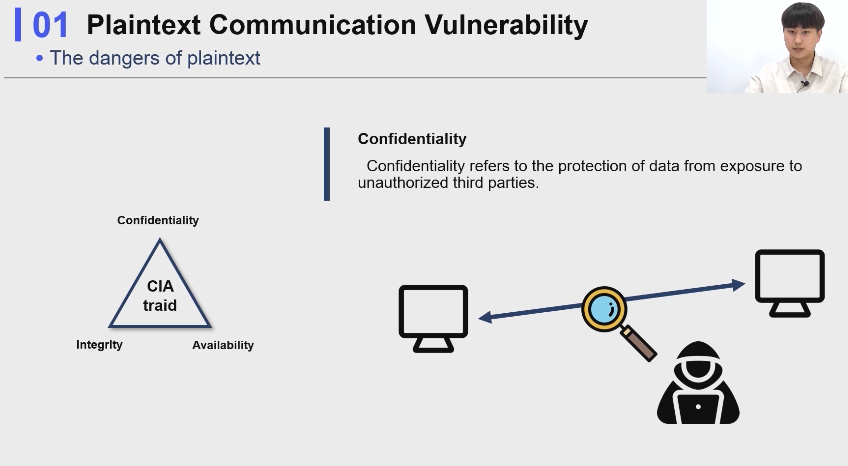 01 Plaintext Communication Vulnerability
• The dangers of plaintext
Confidentiality
Confidentiality refers to the protection of data from exposure to
unauthorized third parties.
Confidentiality
CIA
traid
Integrity
Availability